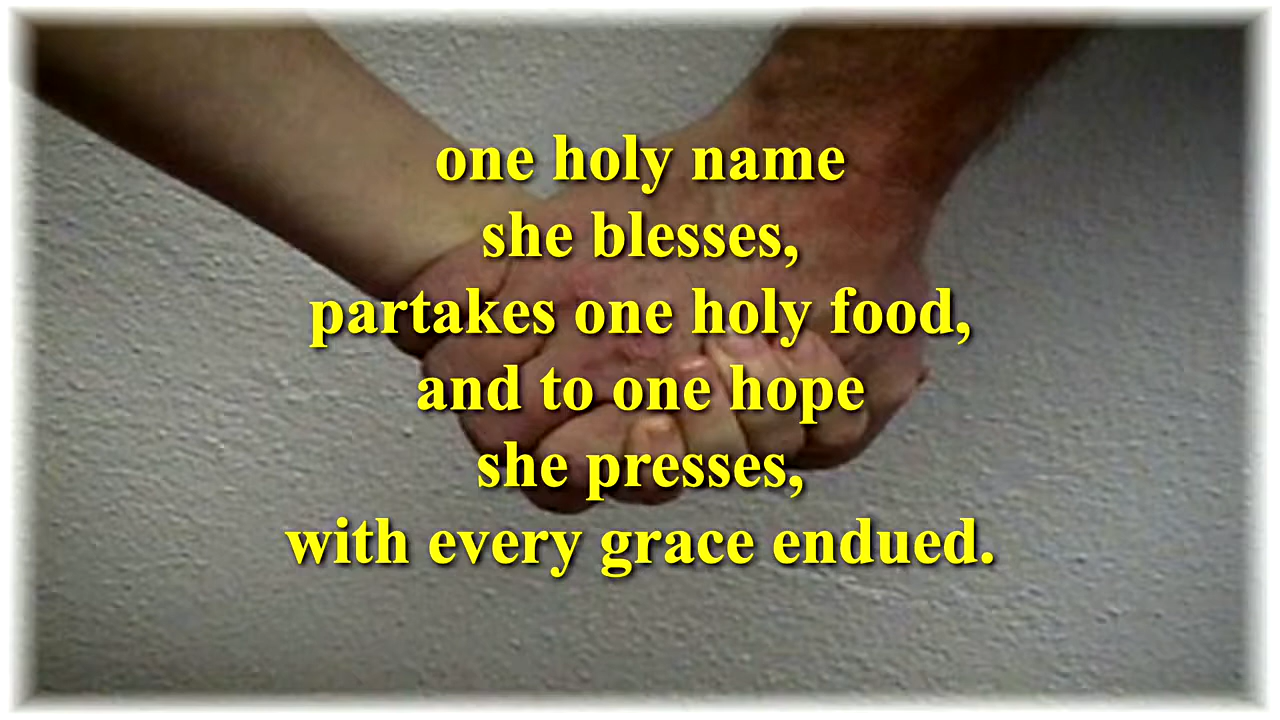 one holy name
she blesses,
partakes one holy food,
and to one hope
she presses,
with every grace endued.